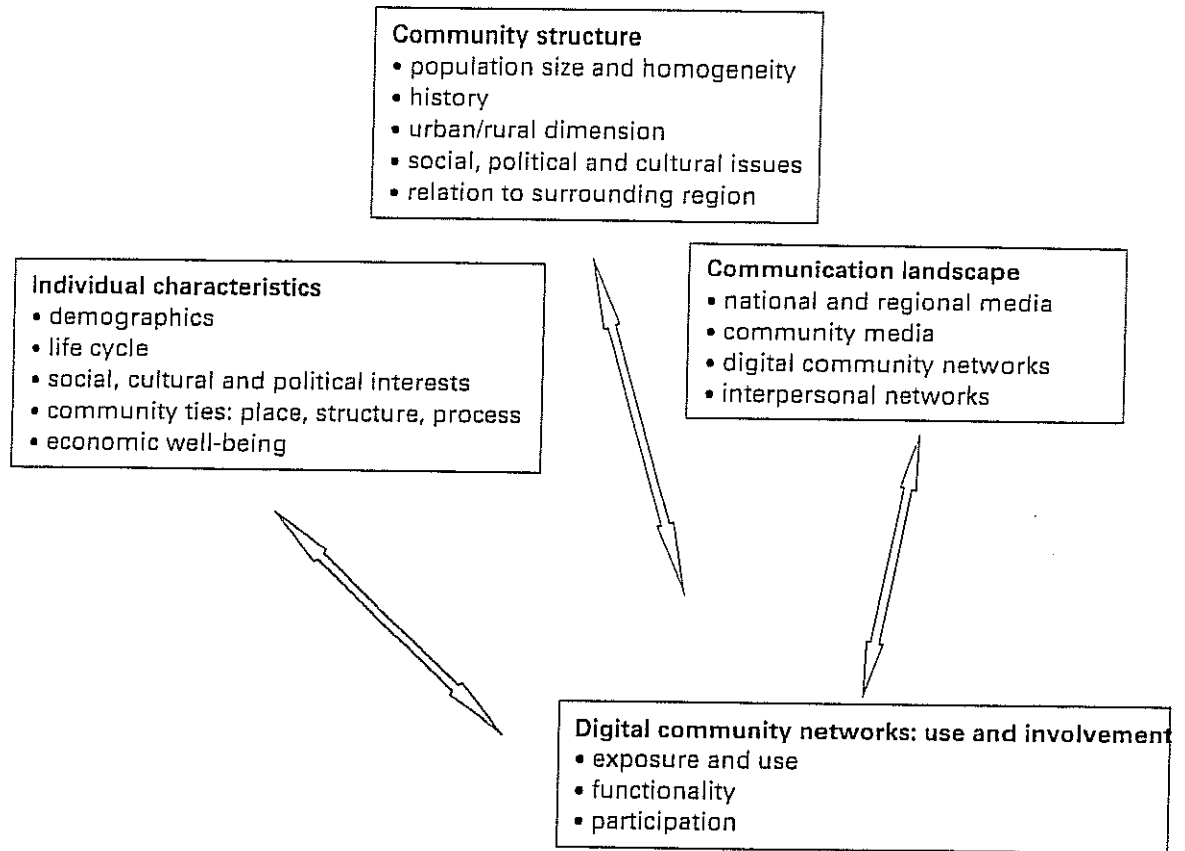 Community structure
• population size and homogeneity
• history
• urban/rural dimension
• social, political and cultural issues
• relation to surrounding region
Individual characteristics
• demographics
• life cycle
• social, cultural and political interests
• community ties: place, structure, process
• economic well-being
Communication landscape
• national and regional media
• community media
• digital community networks
• interpersonal networks
Digital community networks: use and involvement
• exposure and use
• functionality
• participation